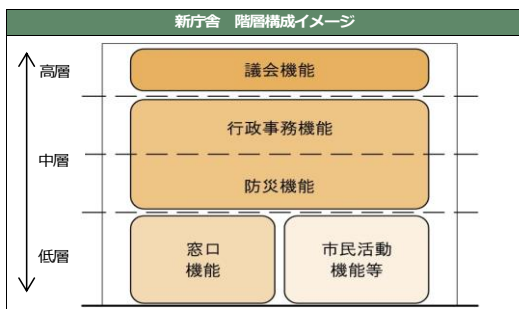 新庁舎　階層構成イメージ
高層
議会機能
行政事務機能
中層
防災機能
低層
窓口
機能
市民活動
機能等